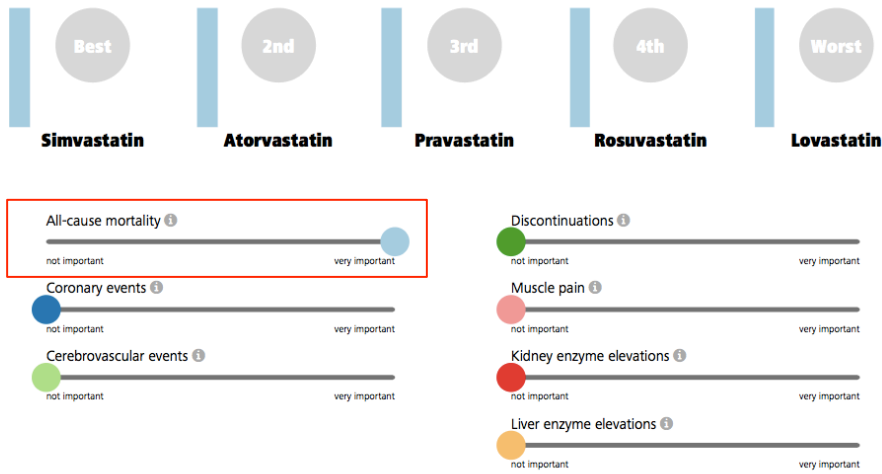 Best 2nd 3rd 4th Worst
Simvastatin Atorvastatin Pravastatin Rosuvastatin Lovastatin
All-cause mortality
not important very important
Coronary events
not important very important
Cerebrovascular events
not important very important
Discontinuations
not important very important
Muscle pain
not important very important
Kidney enzyme elevations
not important very important
Liver enzyme elevations
not important very important